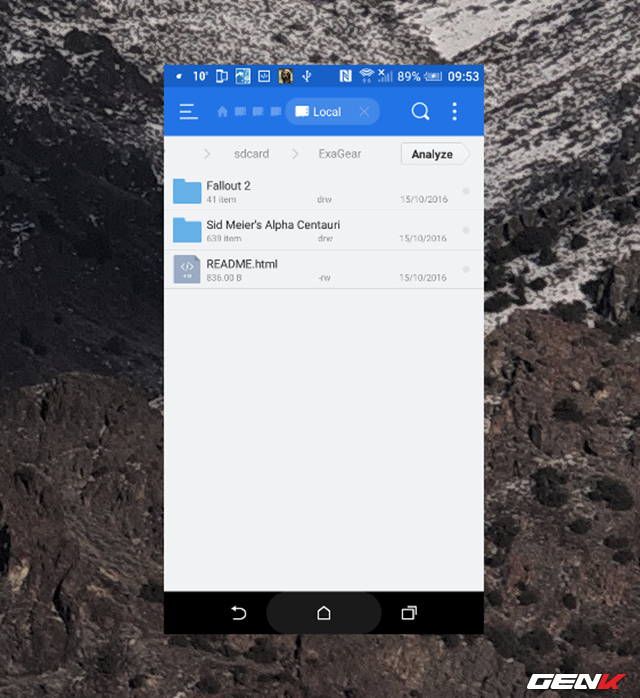 10° 89% 09:53
Local
sdcard ExaGear Analyze
Fallout 2
41 item drw 15/10/2016
Sid Meier's Alpha Centauri
639 item drw 15/10/2016
README.html
836.00 B -rw 15/10/2016
GENK